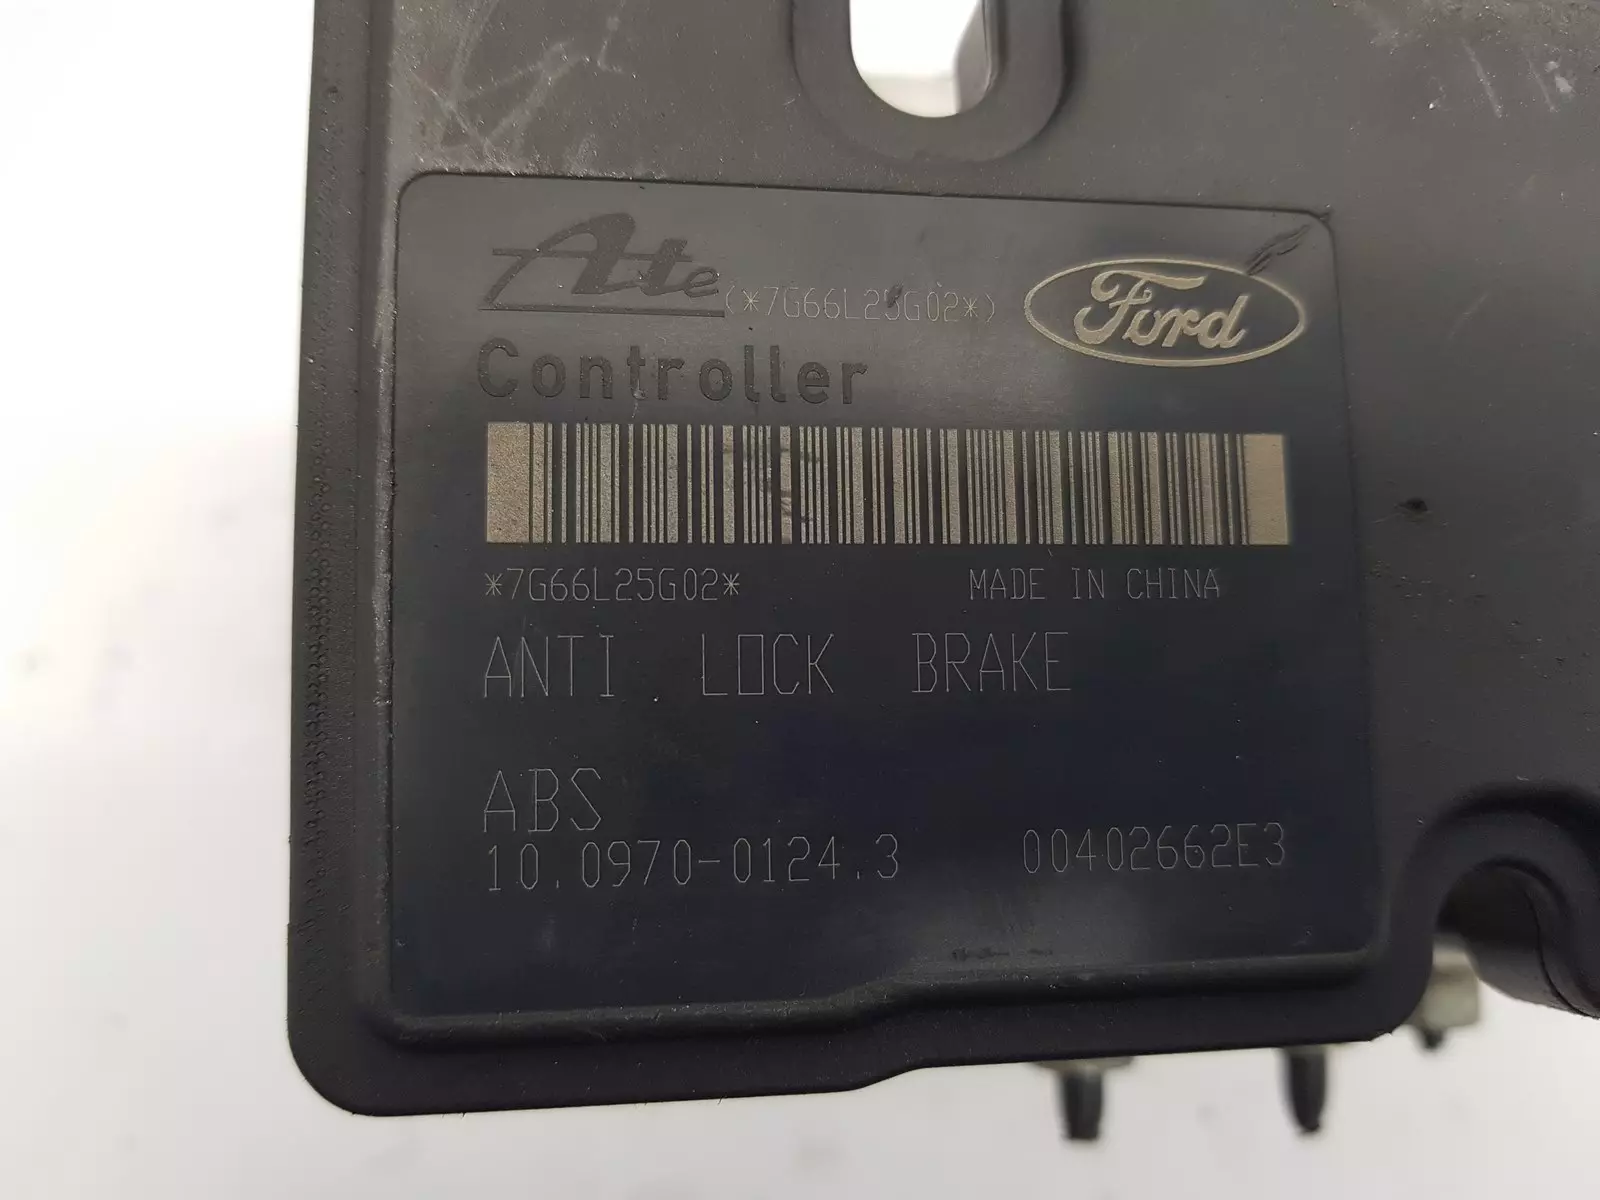 Ate (*7G66L25G02*) Ford
Controller
*7G66L25G02* MADE IN CHINA
ANTI LOCK BRAKE
ABS
10.0970-0124.3 00402662E3